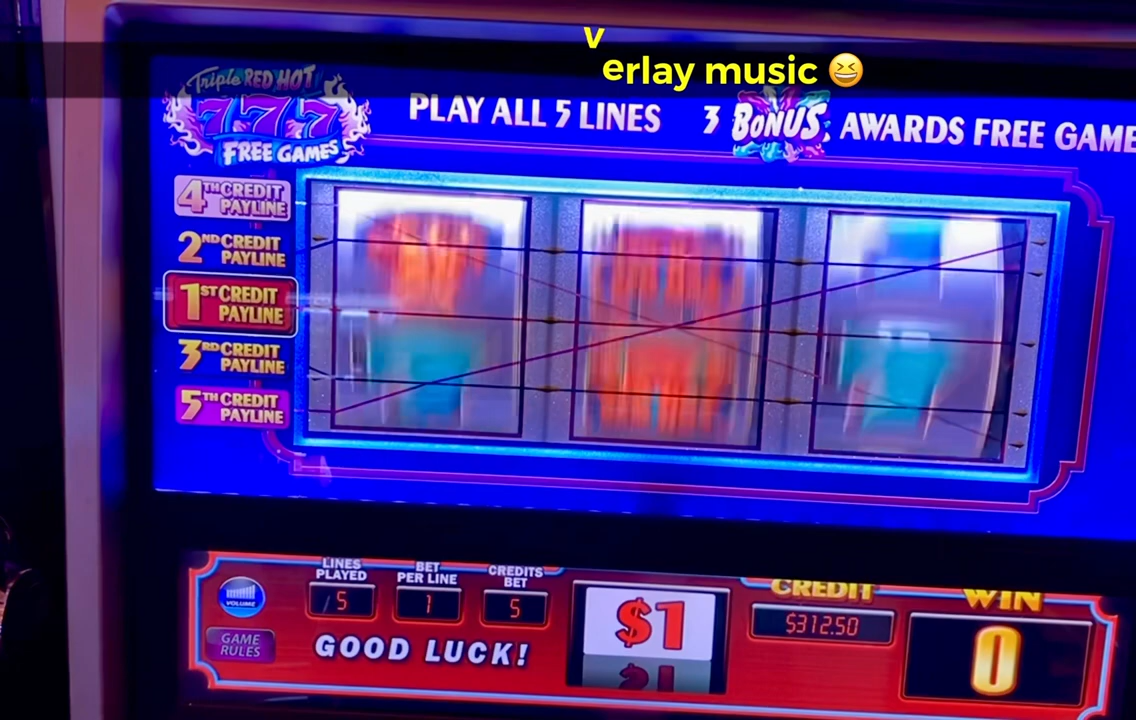 v
erlay music 😆
Triple RED HOT
777
FREE GAMES
PLAY ALL 5 LINES 3 BONUS AWARDS FREE GAME
4TH CREDIT
PAYLINE
2ND CREDIT
PAYLINE
1ST CREDIT
PAYLINE
3RD CREDIT
PAYLINE
5TH CREDIT
PAYLINE
LINES
PLAYED
5
BET
PER LINE
1
CREDITS
BET
5
VOLUME
GAME
RULES
GOOD LUCK!
$1
CREDIT
$312.50
WIN
0